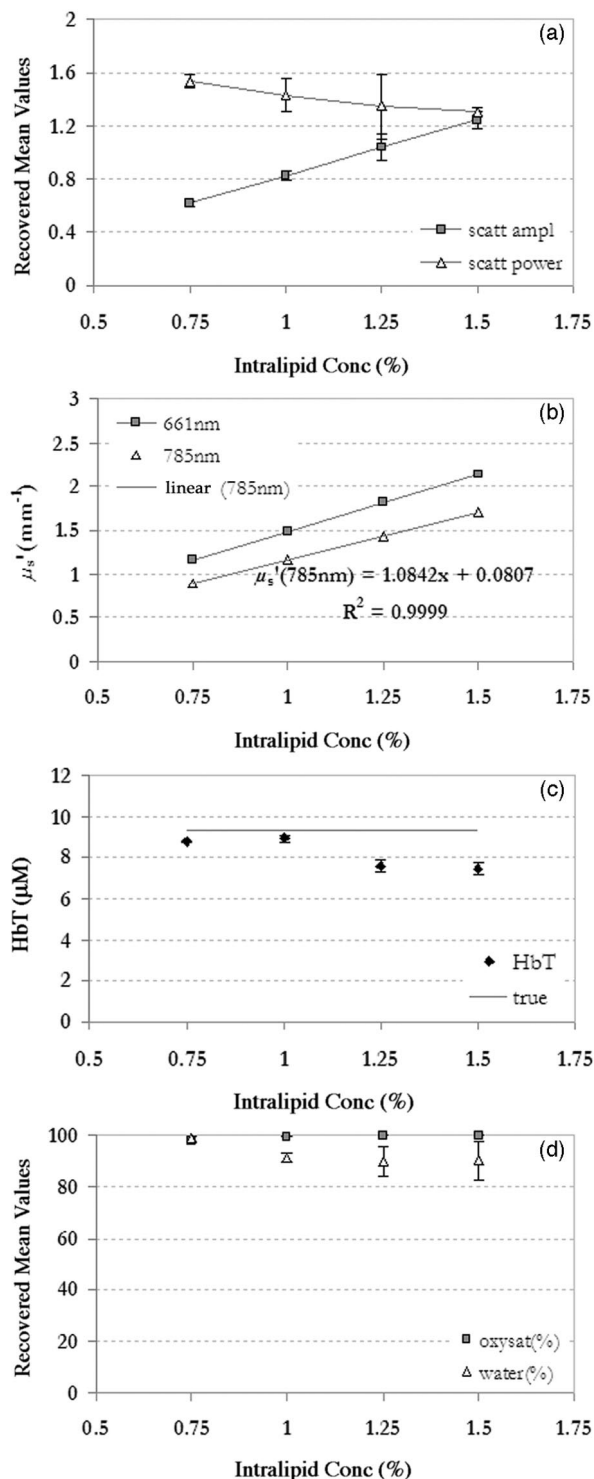 (a)
Recovered Mean Values
2
1.6
1.2
0.8
0.4
0
scatt ampl
scatt power
0.5 0.75 1 1.25 1.5 1.75
Intralipid Conc (%)
(b)
μs' (mm⁻¹)
3
2.5
2
1.5
1
0.5
0
661nm
785nm
linear (785nm)
μs'(785nm) = 1.0842x + 0.0807
R² = 0.9999
0.5 0.75 1 1.25 1.5 1.75
Intralipid Conc (%)
(c)
HbT (μM)
12
10
8
6
4
2
0
HbT
true
0.5 0.75 1 1.25 1.5 1.75
Intralipid Conc (%)
(d)
Recovered Mean Values
100
80
60
40
20
0
oxysat(%)
water(%)
0.5 0.75 1 1.25 1.5 1.75
Intralipid Conc (%)